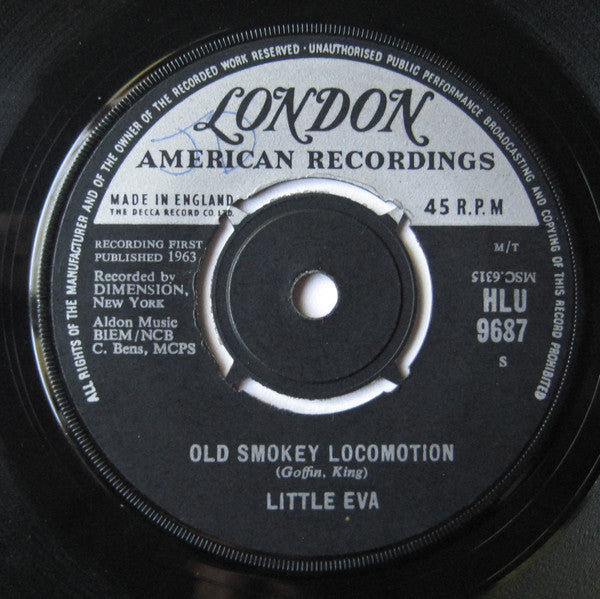 ALL RIGHTS OF THE MANUFACTURER AND OF THE OWNER OF THE RECORDED WORK RESERVED · UNAUTHORISED PUBLIC PERFORMANCE BROADCASTING AND COPYING OF THIS RECORD PROHIBITED
LONDON
AMERICAN RECORDINGS
MADE IN ENGLAND
THE DECCA RECORD CO LTD.
45 R.P.M
RECORDING FIRST
PUBLISHED 1963
Recorded by
DIMENSION,
New York
Aldon Music
BIEM/NCB
C. Bens, MCPS
M/T
MSC.6315
HLU
9687
S
OLD SMOKEY LOCOMOTION
(Goffin, King)
LITTLE EVA